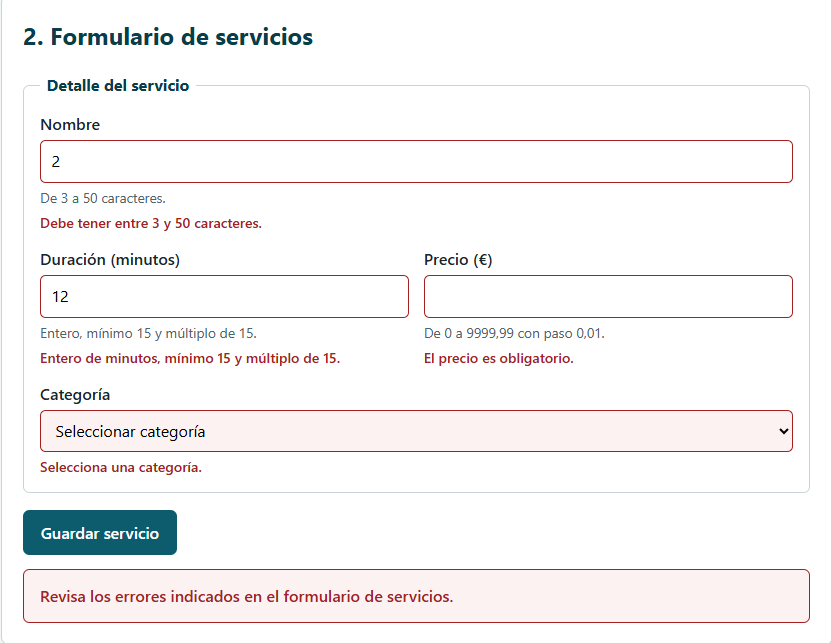 2. Formulario de servicios
Detalle del servicio
Nombre
2
De 3 a 50 caracteres.
Debe tener entre 3 y 50 caracteres.
Duración (minutos)
Precio (€)
12
Entero, mínimo 15 y múltiplo de 15.
De 0 a 9999,99 con paso 0,01.
Entero de minutos, mínimo 15 y múltiplo de 15.
El precio es obligatorio.
Categoría
Seleccionar categoría
Selecciona una categoría.
Guardar servicio
Revisa los errores indicados en el formulario de servicios.